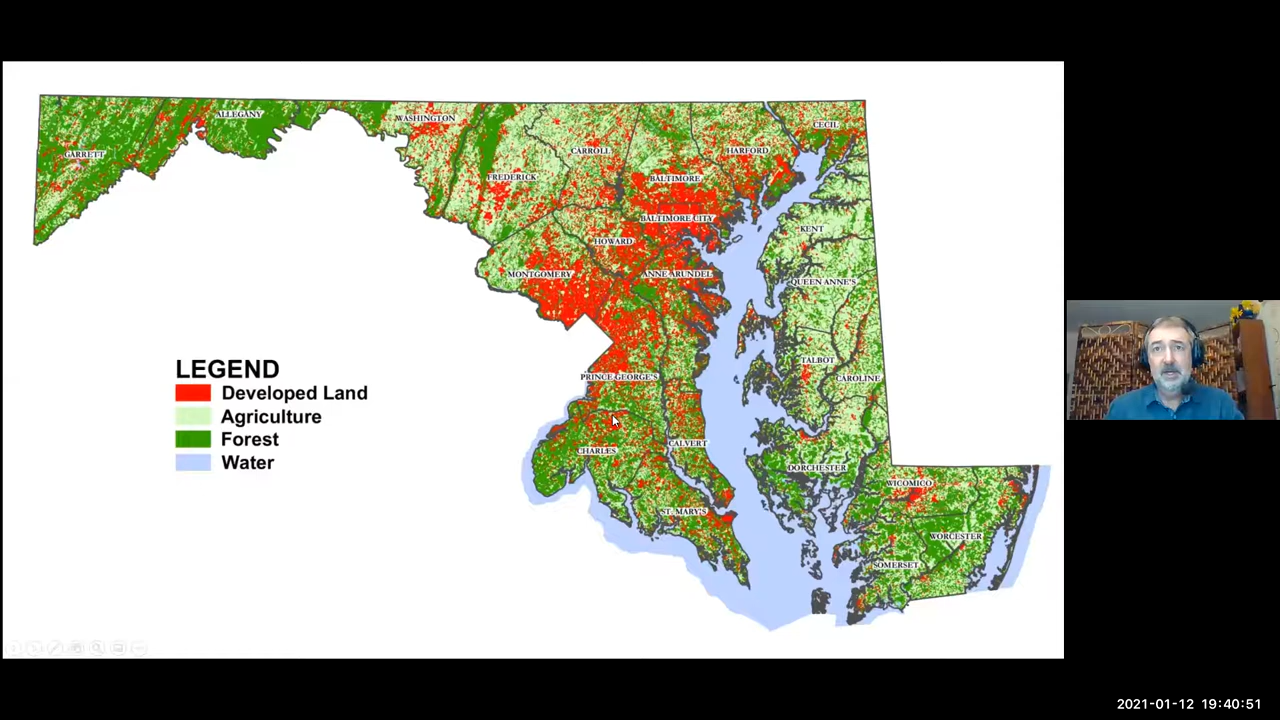 ALLEGANY
WASHINGTON
CECIL
GARRETT
CARROLL
HARFORD
FREDERICK
BALTIMORE
BALTIMORE CITY
KENT
HOWARD
MONTGOMERY
ANNE ARUNDEL
QUEEN ANNE'S
TALBOT
CAROLINE
PRINCE GEORGE'S
CALVERT
CHARLES
DORCHESTER
WICOMICO
ST. MARY'S
WORCESTER
SOMERSET
LEGEND
Developed Land
Agriculture
Forest
Water
2021-01-12 19:40:51